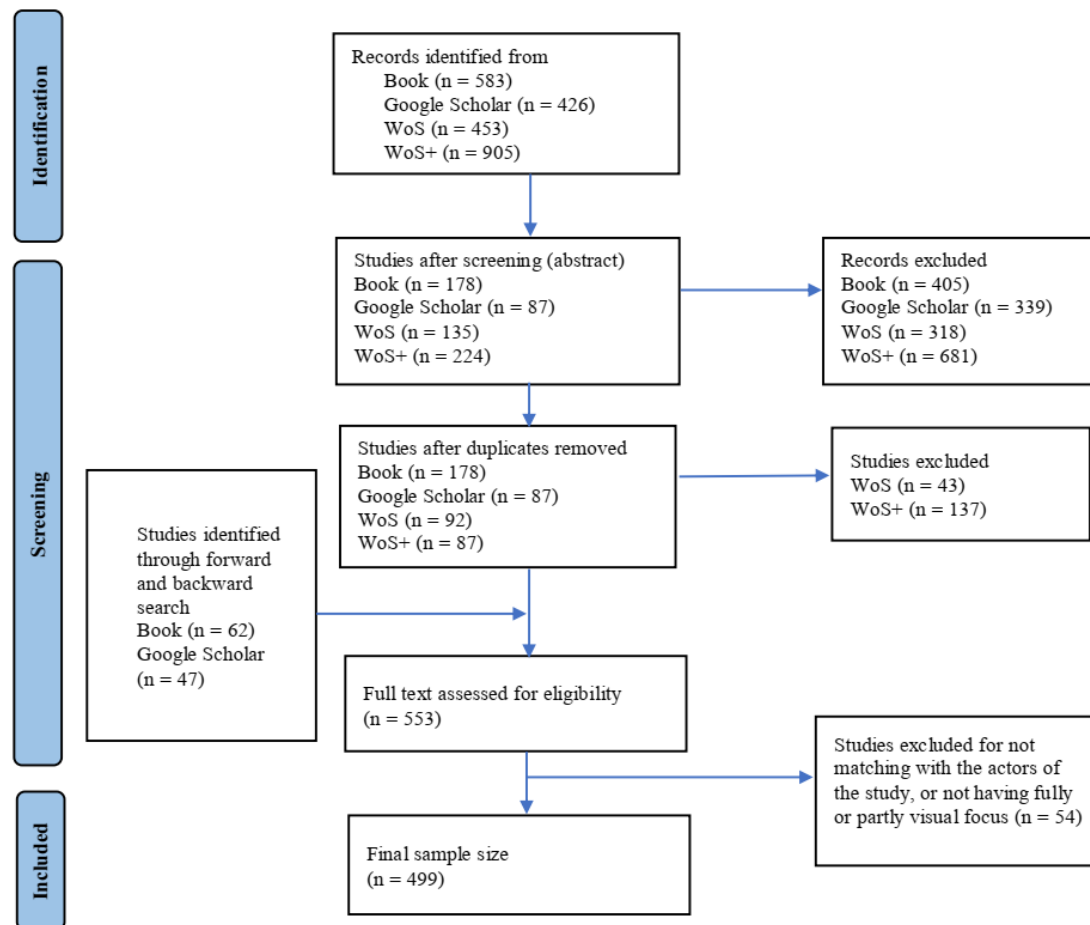 Identification
Records identified from
Book (n = 583)
Google Scholar (n = 426)
WoS (n = 453)
WoS+ (n = 905)
Screening
Studies after screening (abstract)
Book (n = 178)
Google Scholar (n = 87)
WoS (n = 135)
WoS+ (n = 224)
Records excluded
Book (n = 405)
Google Scholar (n = 339)
WoS (n = 318)
WoS+ (n = 681)
Studies after duplicates removed
Book (n = 178)
Google Scholar (n = 87)
WoS (n = 92)
WoS+ (n = 87)
Studies excluded
WoS (n = 43)
WoS+ (n = 137)
Studies identified
through forward
and backward
search
Book (n = 62)
Google Scholar
(n = 47)
Full text assessed for eligibility
(n = 553)
Studies excluded for not
matching with the actors of
the study, or not having fully
or partly visual focus (n = 54)
Included
Final sample size
(n = 499)